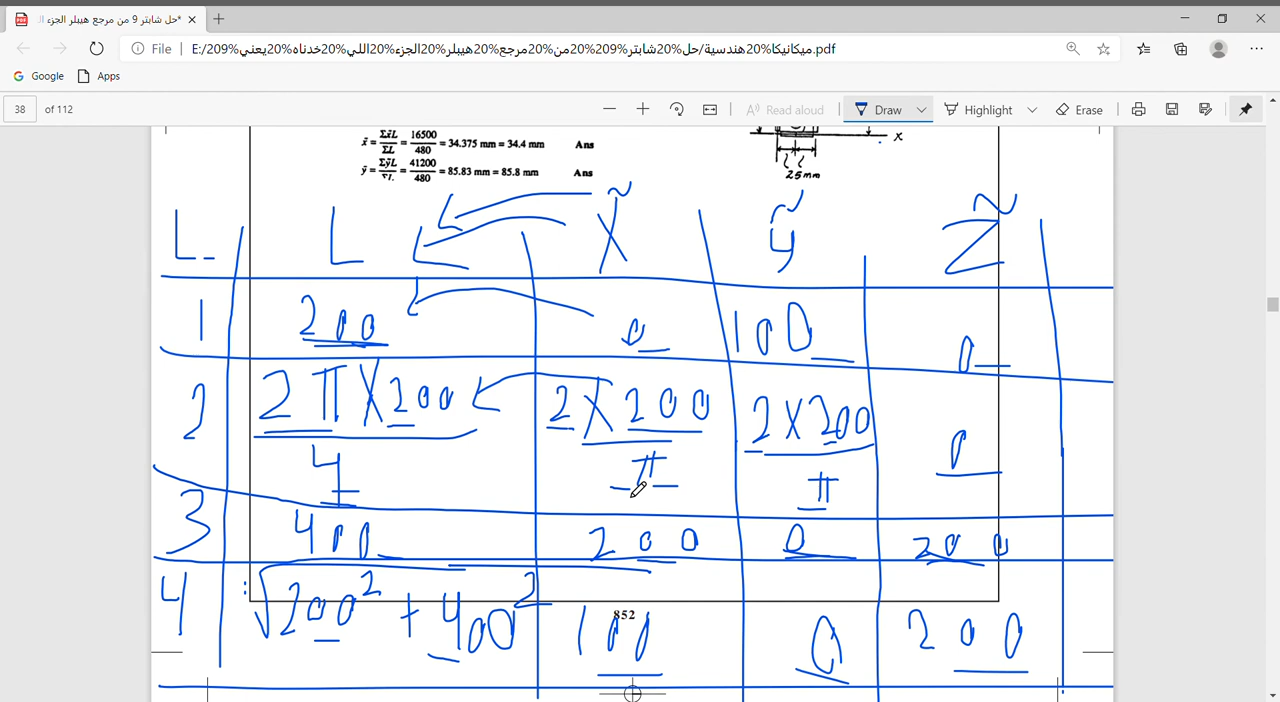 *حل شابتر 9 من مرجع هيبلر الجزء ال
File
E:/209%ميكانيكا%20هندسية/حل%20شابتر%209%20من%20مرجع%20هيبلر%20الجزء%20اللي%20خدناه%20يعني.pdf
Google Apps
38 of 112 Read aloud Draw Highlight Erase
x̄ = Σx̃L/ΣL = 16500/480 = 34.375 mm = 34.4 mm Ans
ȳ = ΣỹL/ΣL = 41200/480 = 85.83 mm = 85.8 mm Ans
x
25mm
L- L x̃ ỹ z̃
1 200 0 100 0
2 2π×200/4 2×200/π 2×200/π 0
3 400 200 0 200
4 √200² + 400² 100 0 200
852